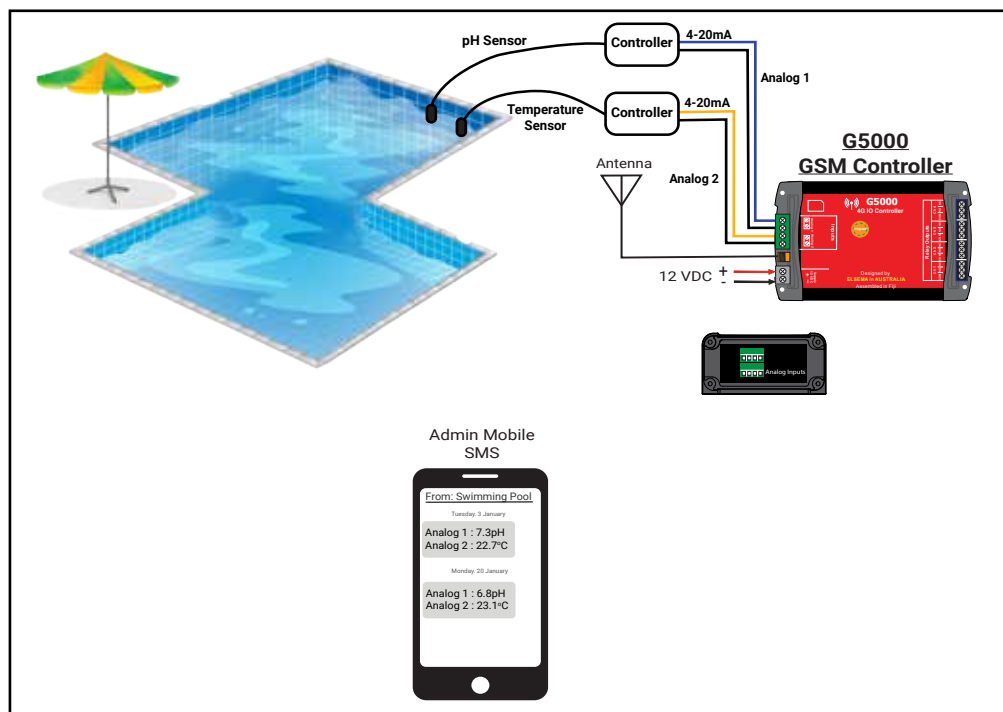 pH Sensor
Controller
4-20mA
Analog 1
Temperature
Sensor
Controller
4-20mA
Analog 2
Antenna
12 VDC
+
-
G5000
GSM Controller
G5000
4G IO Controller
Inputs
Relay Outputs
Designed by
ELSEMA in AUSTRALIA
Assembled in Fiji
Analog Inputs
Admin Mobile
SMS
From: Swimming Pool
Tuesday, 3 January
Analog 1 : 7.3pH
Analog 2 : 22.7°C
Monday, 20 January
Analog 1 : 6.8pH
Analog 2 : 23.1°C